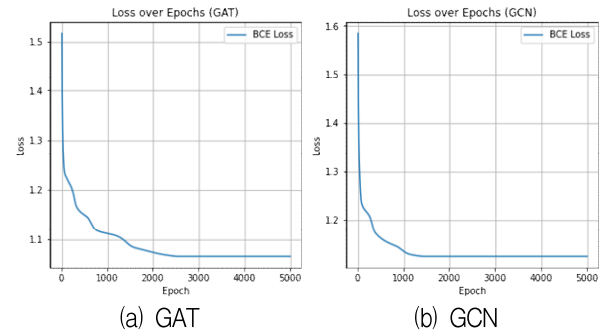 Loss over Epochs (GAT)
BCE Loss
1.5
1.4
1.3
1.2
1.1
Loss
0 1000 2000 3000 4000 5000
Epoch
(a) GAT
Loss over Epochs (GCN)
BCE Loss
1.6
1.5
1.4
1.3
1.2
Loss
0 1000 2000 3000 4000 5000
Epoch
(b) GCN